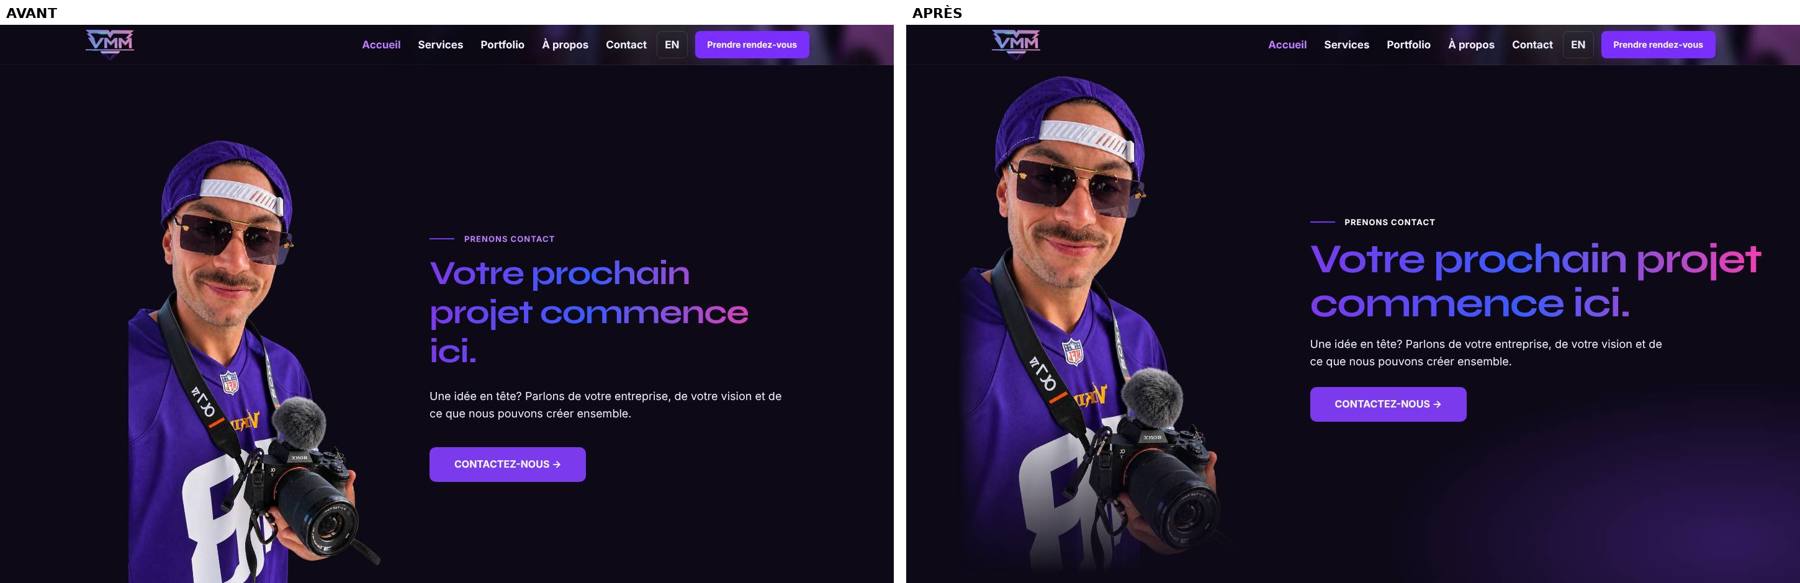 AVANT
VMM
Accueil Services Portfolio À propos Contact EN Prendre rendez-vous
PRENONS CONTACT
Votre prochain
projet commence
ici.
Une idée en tête? Parlons de votre entreprise, de votre vision et de
ce que nous pouvons créer ensemble.
CONTACTEZ-NOUS →
APRÈS
VMM
Accueil Services Portfolio À propos Contact EN Prendre rendez-vous
PRENONS CONTACT
Votre prochain projet
commence ici.
Une idée en tête? Parlons de votre entreprise, de votre vision et de
ce que nous pouvons créer ensemble.
CONTACTEZ-NOUS →